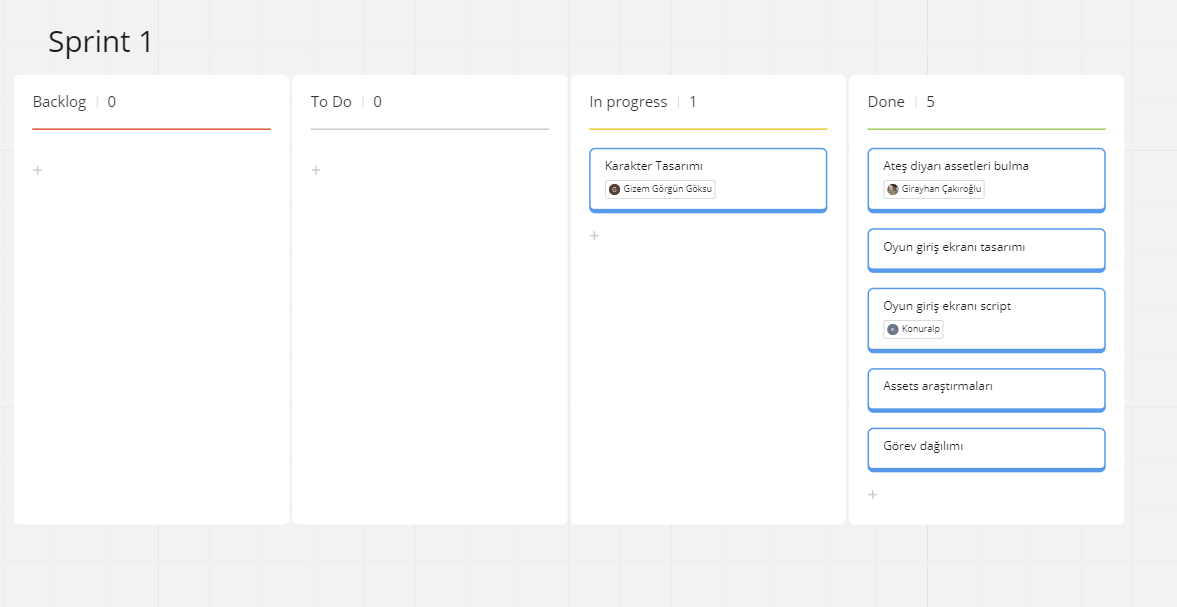 Sprint 1
Backlog 0
To Do 0
In progress 1
Karakter Tasarımı
G Gizem Görgün Göksu
Done 5
Ateş diyarı assetleri bulma
Girayhan Çakıroğlu
Oyun giriş ekranı tasarımı
Oyun giriş ekranı script
Konuralp
Assets araştırmaları
Görev dağılımı